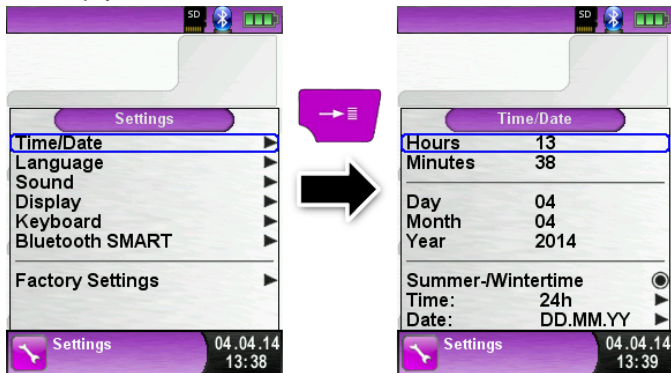 SD
Settings
Time/Date
Language
Sound
Display
Keyboard
Bluetooth SMART
Factory Settings
Settings
04.04.14
13:38
SD
Time/Date
Hours 13
Minutes 38
Day 04
Month 04
Year 2014
Summer-/Wintertime
Time: 24h
Date: DD.MM.YY
Settings
04.04.14
13:39